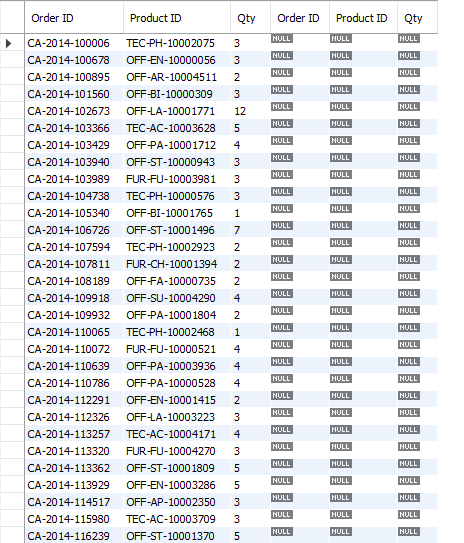 Order ID Product ID Qty Order ID Product ID Qty
CA-2014-100006 TEC-PH-10002075 3 NULL NULL NULL
CA-2014-100678 OFF-EN-10000056 3 NULL NULL NULL
CA-2014-100895 OFF-AR-10004511 2 NULL NULL NULL
CA-2014-101560 OFF-BI-10000309 3 NULL NULL NULL
CA-2014-102673 OFF-LA-10001771 12 NULL NULL NULL
CA-2014-103366 TEC-AC-10003628 5 NULL NULL NULL
CA-2014-103429 OFF-PA-10001712 4 NULL NULL NULL
CA-2014-103940 OFF-ST-10000943 3 NULL NULL NULL
CA-2014-103989 FUR-FU-10003981 3 NULL NULL NULL
CA-2014-104738 TEC-PH-10000576 3 NULL NULL NULL
CA-2014-105340 OFF-BI-10001765 1 NULL NULL NULL
CA-2014-106726 OFF-ST-10001496 7 NULL NULL NULL
CA-2014-107594 TEC-PH-10002923 2 NULL NULL NULL
CA-2014-107811 FUR-CH-10001394 2 NULL NULL NULL
CA-2014-108189 OFF-FA-10000735 2 NULL NULL NULL
CA-2014-109918 OFF-SU-10004290 4 NULL NULL NULL
CA-2014-109932 OFF-PA-10001804 2 NULL NULL NULL
CA-2014-110065 TEC-PH-10002468 1 NULL NULL NULL
CA-2014-110072 FUR-FU-10000521 4 NULL NULL NULL
CA-2014-110639 OFF-PA-10003936 4 NULL NULL NULL
CA-2014-110786 OFF-PA-10000528 4 NULL NULL NULL
CA-2014-112291 OFF-EN-10001415 2 NULL NULL NULL
CA-2014-112326 OFF-LA-10003223 3 NULL NULL NULL
CA-2014-113257 TEC-AC-10004171 4 NULL NULL NULL
CA-2014-113320 FUR-FU-10004270 3 NULL NULL NULL
CA-2014-113362 OFF-ST-10001809 5 NULL NULL NULL
CA-2014-113929 OFF-EN-10003286 5 NULL NULL NULL
CA-2014-114517 OFF-AP-10002350 3 NULL NULL NULL
CA-2014-115980 TEC-AC-10003709 3 NULL NULL NULL
CA-2014-116239 OFF-ST-10001370 5 NULL NULL NULL